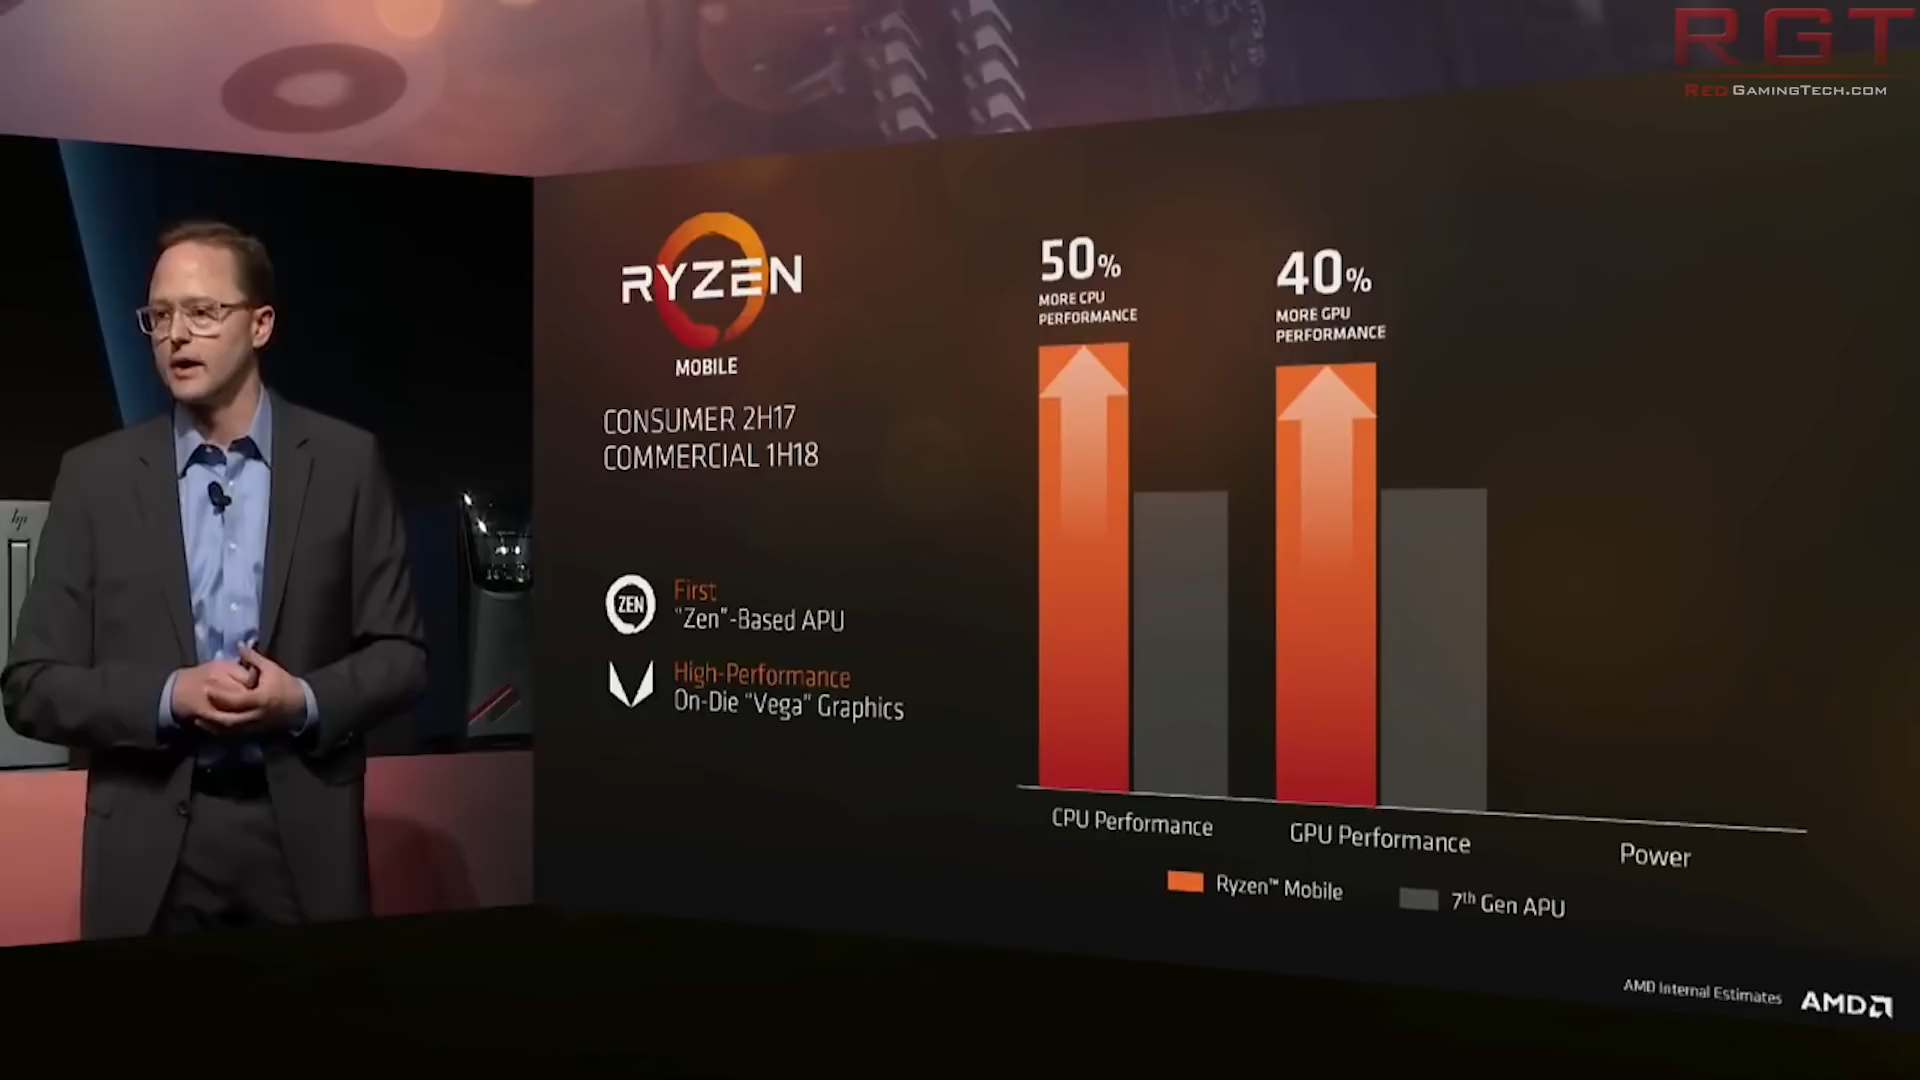 RGT
RED GAMINGTECH.COM
hp
RYZEN
MOBILE
CONSUMER 2H17
COMMERCIAL 1H18
ZEN
First
"Zen"-Based APU
High-Performance
On-Die "Vega" Graphics
50%
MORE CPU
PERFORMANCE
40%
MORE GPU
PERFORMANCE
CPU Performance
GPU Performance
Power
Ryzen™ Mobile
7th Gen APU
AMD Internal Estimates
AMD